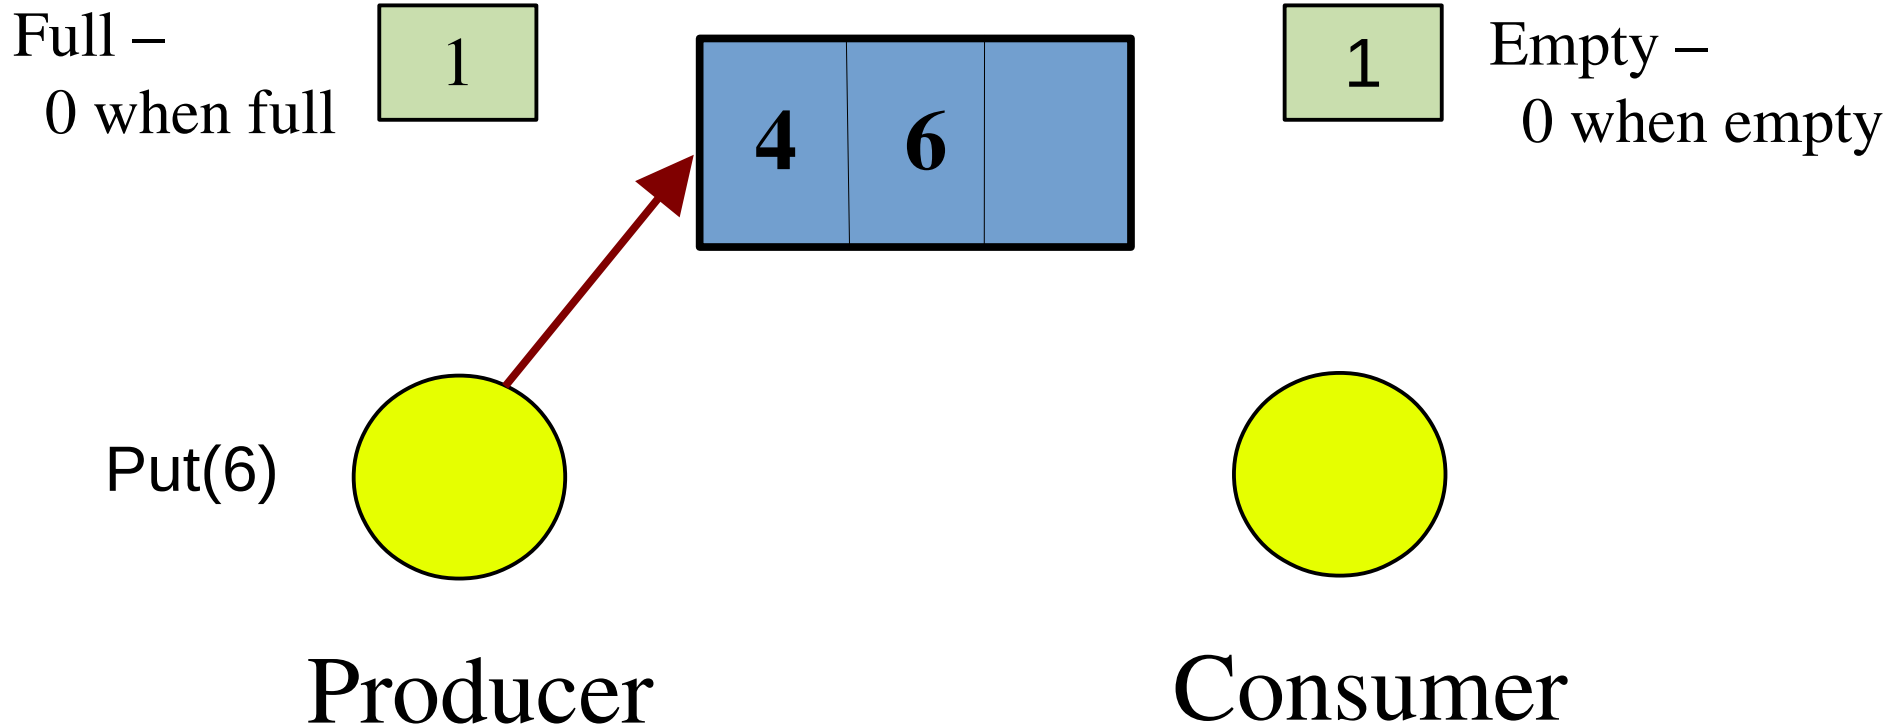 Full –
0 when full
1
4 6
1
Empty –
0 when empty
Put(6)
Producer
Consumer